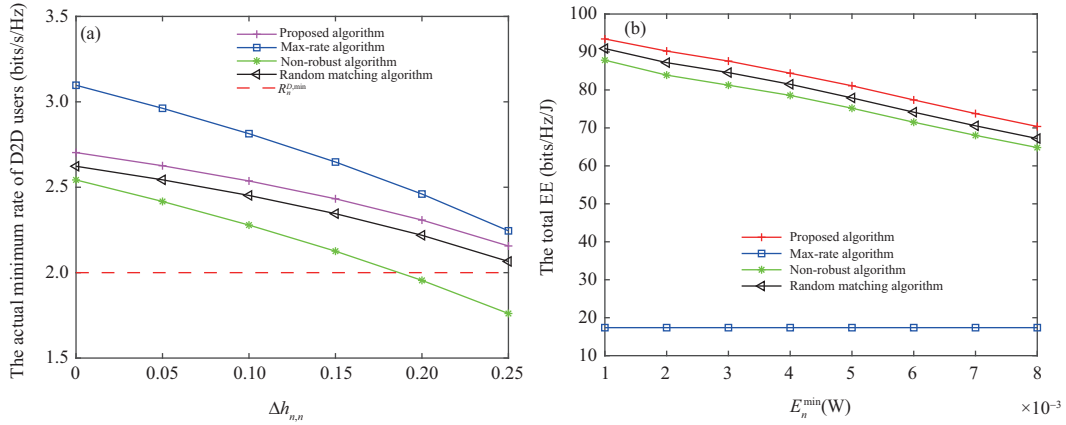 (a)
The actual minimum rate of D2D users (bits/s/Hz)
3.5
3.0
2.5
2.0
1.5
Proposed algorithm
Max-rate algorithm
Non-robust algorithm
Random matching algorithm
R_n^{D,min}
0 0.05 0.10 0.15 0.20 0.25
Δh_{n,n}
(b)
The total EE (bits/Hz/J)
100
90
80
70
60
50
40
30
20
10
Proposed algorithm
Max-rate algorithm
Non-robust algorithm
Random matching algorithm
1 2 3 4 5 6 7 8
E_n^{min}(W)
×10⁻³